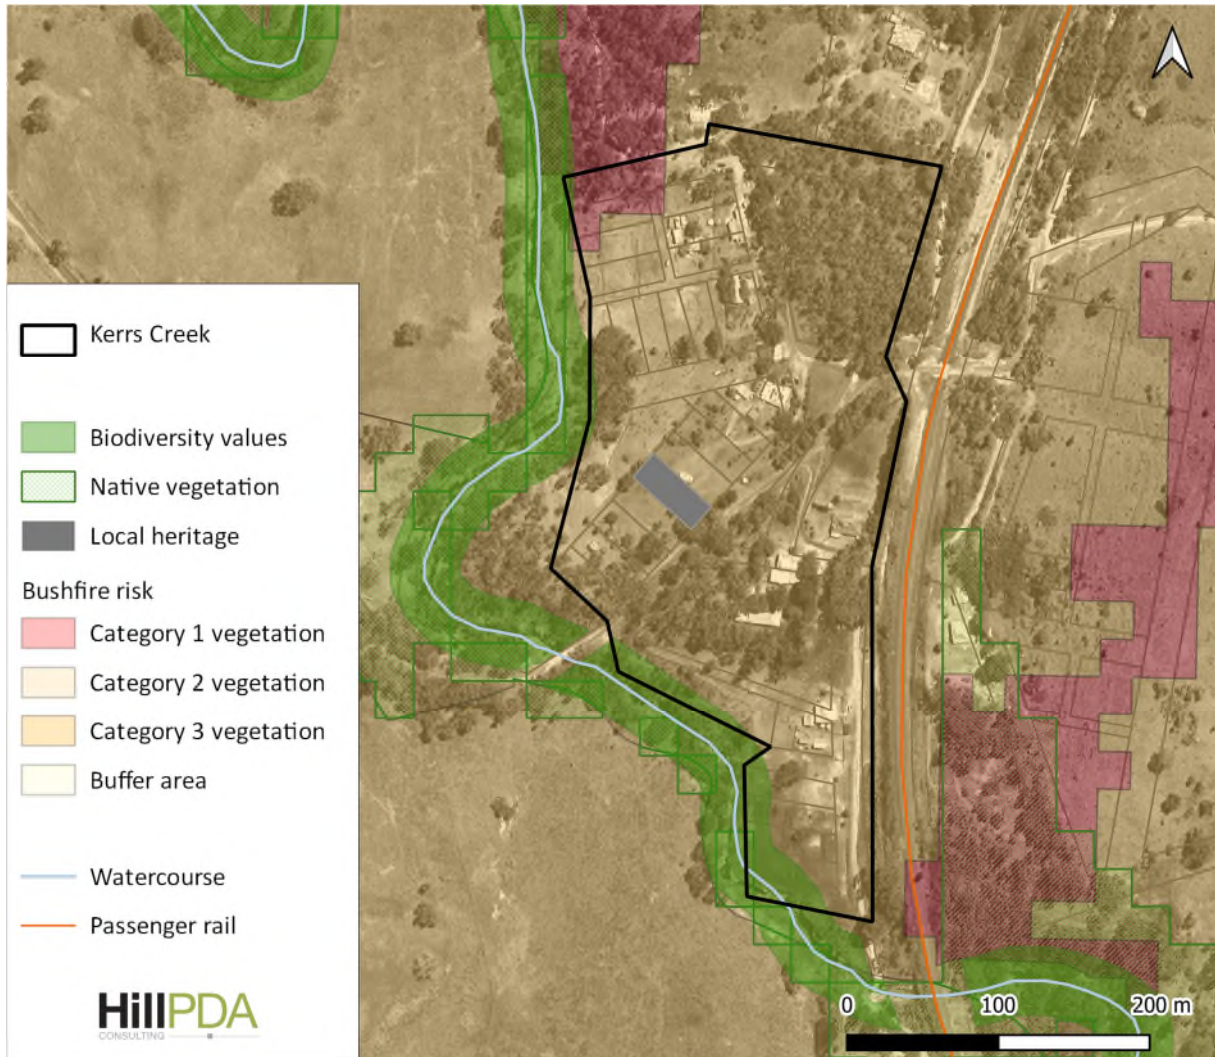 Kerrs Creek
Biodiversity values
Native vegetation
Local heritage
Bushfire risk
Category 1 vegetation
Category 2 vegetation
Category 3 vegetation
Buffer area
Watercourse
Passenger rail
HillPDA
CONSULTING
0 100 200 m